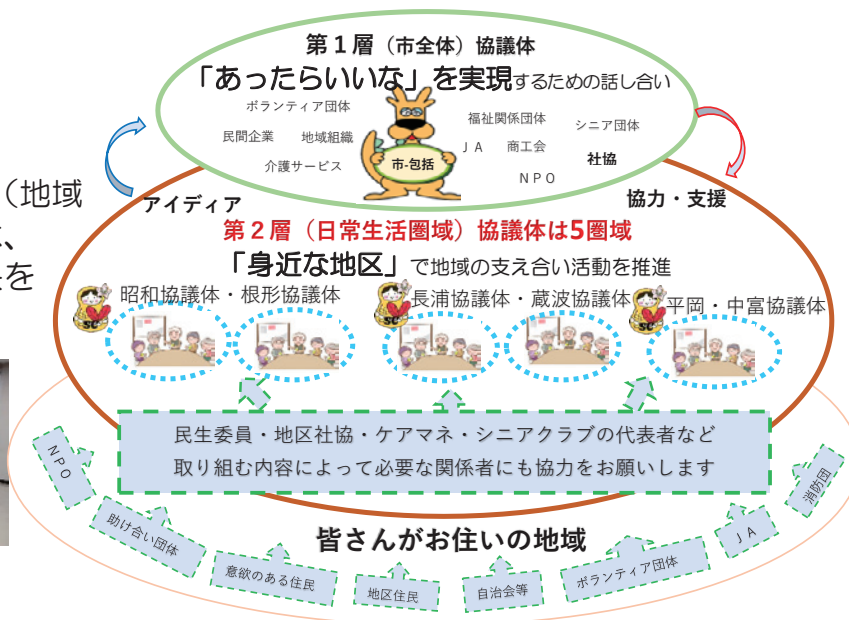 第１層（市全体）協議体
「あったらいいな」を実現するための話し合い
ボランティア団体
福祉関係団体
シニア団体
民間企業
地域組織
ＪＡ
商工会
介護サービス
市-包括
社協
ＮＰＯ
（地域
アイディア
協力・支援
第２層（日常生活圏域）協議体は5圏域
「身近な地区」で地域の支え合い活動を推進
昭和協議体・根形協議体
長浦協議体・蔵波協議体
平岡・中富協議体
SC
SC
SC
民生委員・地区社協・ケアマネ・シニアクラブの代表者など
取り組む内容によって必要な関係者にも協力をお願いします
ＮＰＯ
消防団
助け合い団体
皆さんがお住いの地域
ＪＡ
意欲のある住民
地区住民
自治会等
ボランティア団体